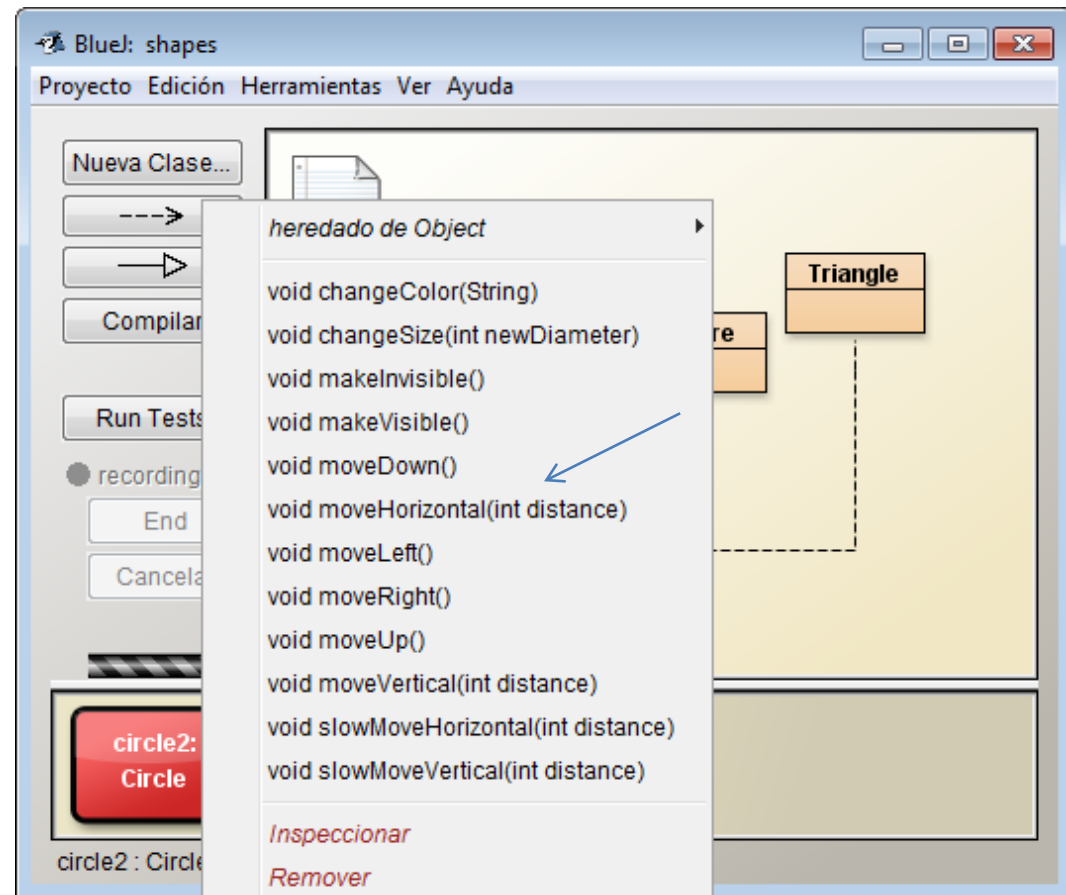 BlueJ: shapes
Proyecto Edición Herramientas Ver Ayuda
Nueva Clase...
Compilar
Run Tests
recording
End
Cancela
heredado de Object
void changeColor(String)
void changeSize(int newDiameter)
void makeInvisible()
void makeVisible()
void moveDown()
void moveHorizontal(int distance)
void moveLeft()
void moveRight()
void moveUp()
void moveVertical(int distance)
void slowMoveHorizontal(int distance)
void slowMoveVertical(int distance)
Inspeccionar
Remover
Triangle
re
circle2:
Circle
circle2 : Circle